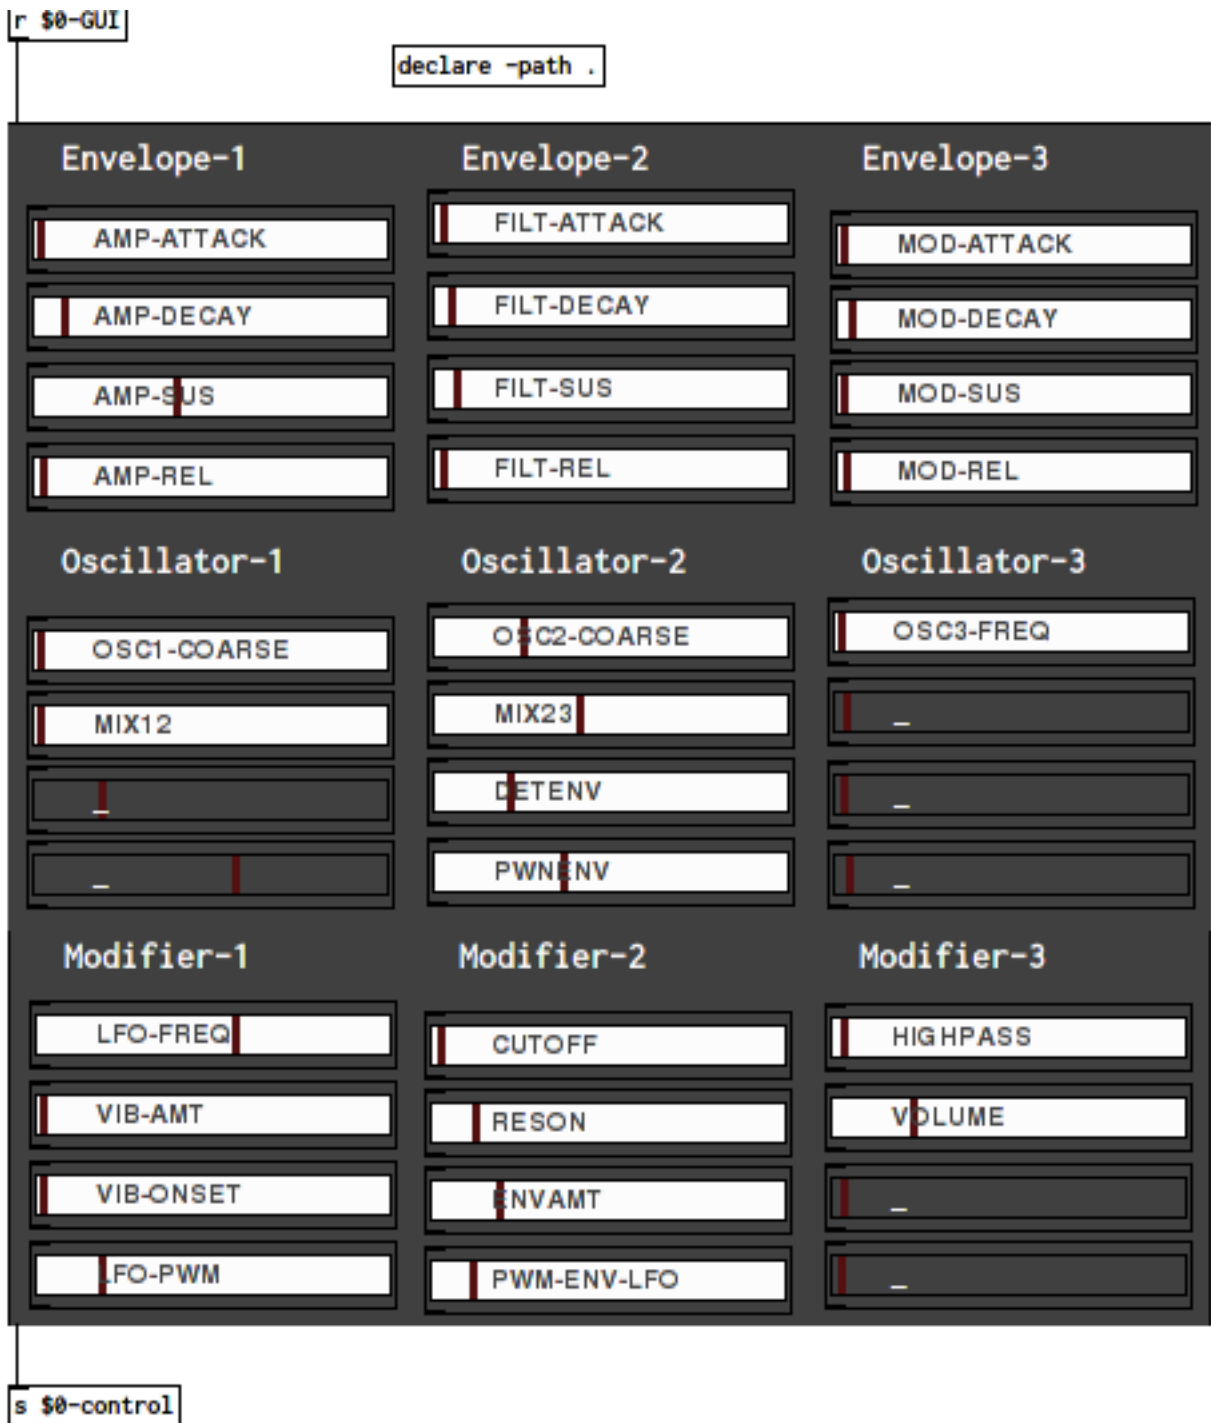 r $0-GUI
declare -path .
Envelope-1
AMP-ATTACK
AMP-DECAY
AMP-SUS
AMP-REL
Envelope-2
FILT-ATTACK
FILT-DECAY
FILT-SUS
FILT-REL
Envelope-3
MOD-ATTACK
MOD-DECAY
MOD-SUS
MOD-REL
Oscillator-1
OSC1-COARSE
MIX12
_
_
Oscillator-2
OSC2-COARSE
MIX23
DETENV
PWNENV
Oscillator-3
OSC3-FREQ
_
_
_
Modifier-1
LFO-FREQ
VIB-AMT
VIB-ONSET
LFO-PWM
Modifier-2
CUTOFF
RESON
ENVAMT
PWM-ENV-LFO
Modifier-3
HIGHPASS
VOLUME
_
_
s $0-control